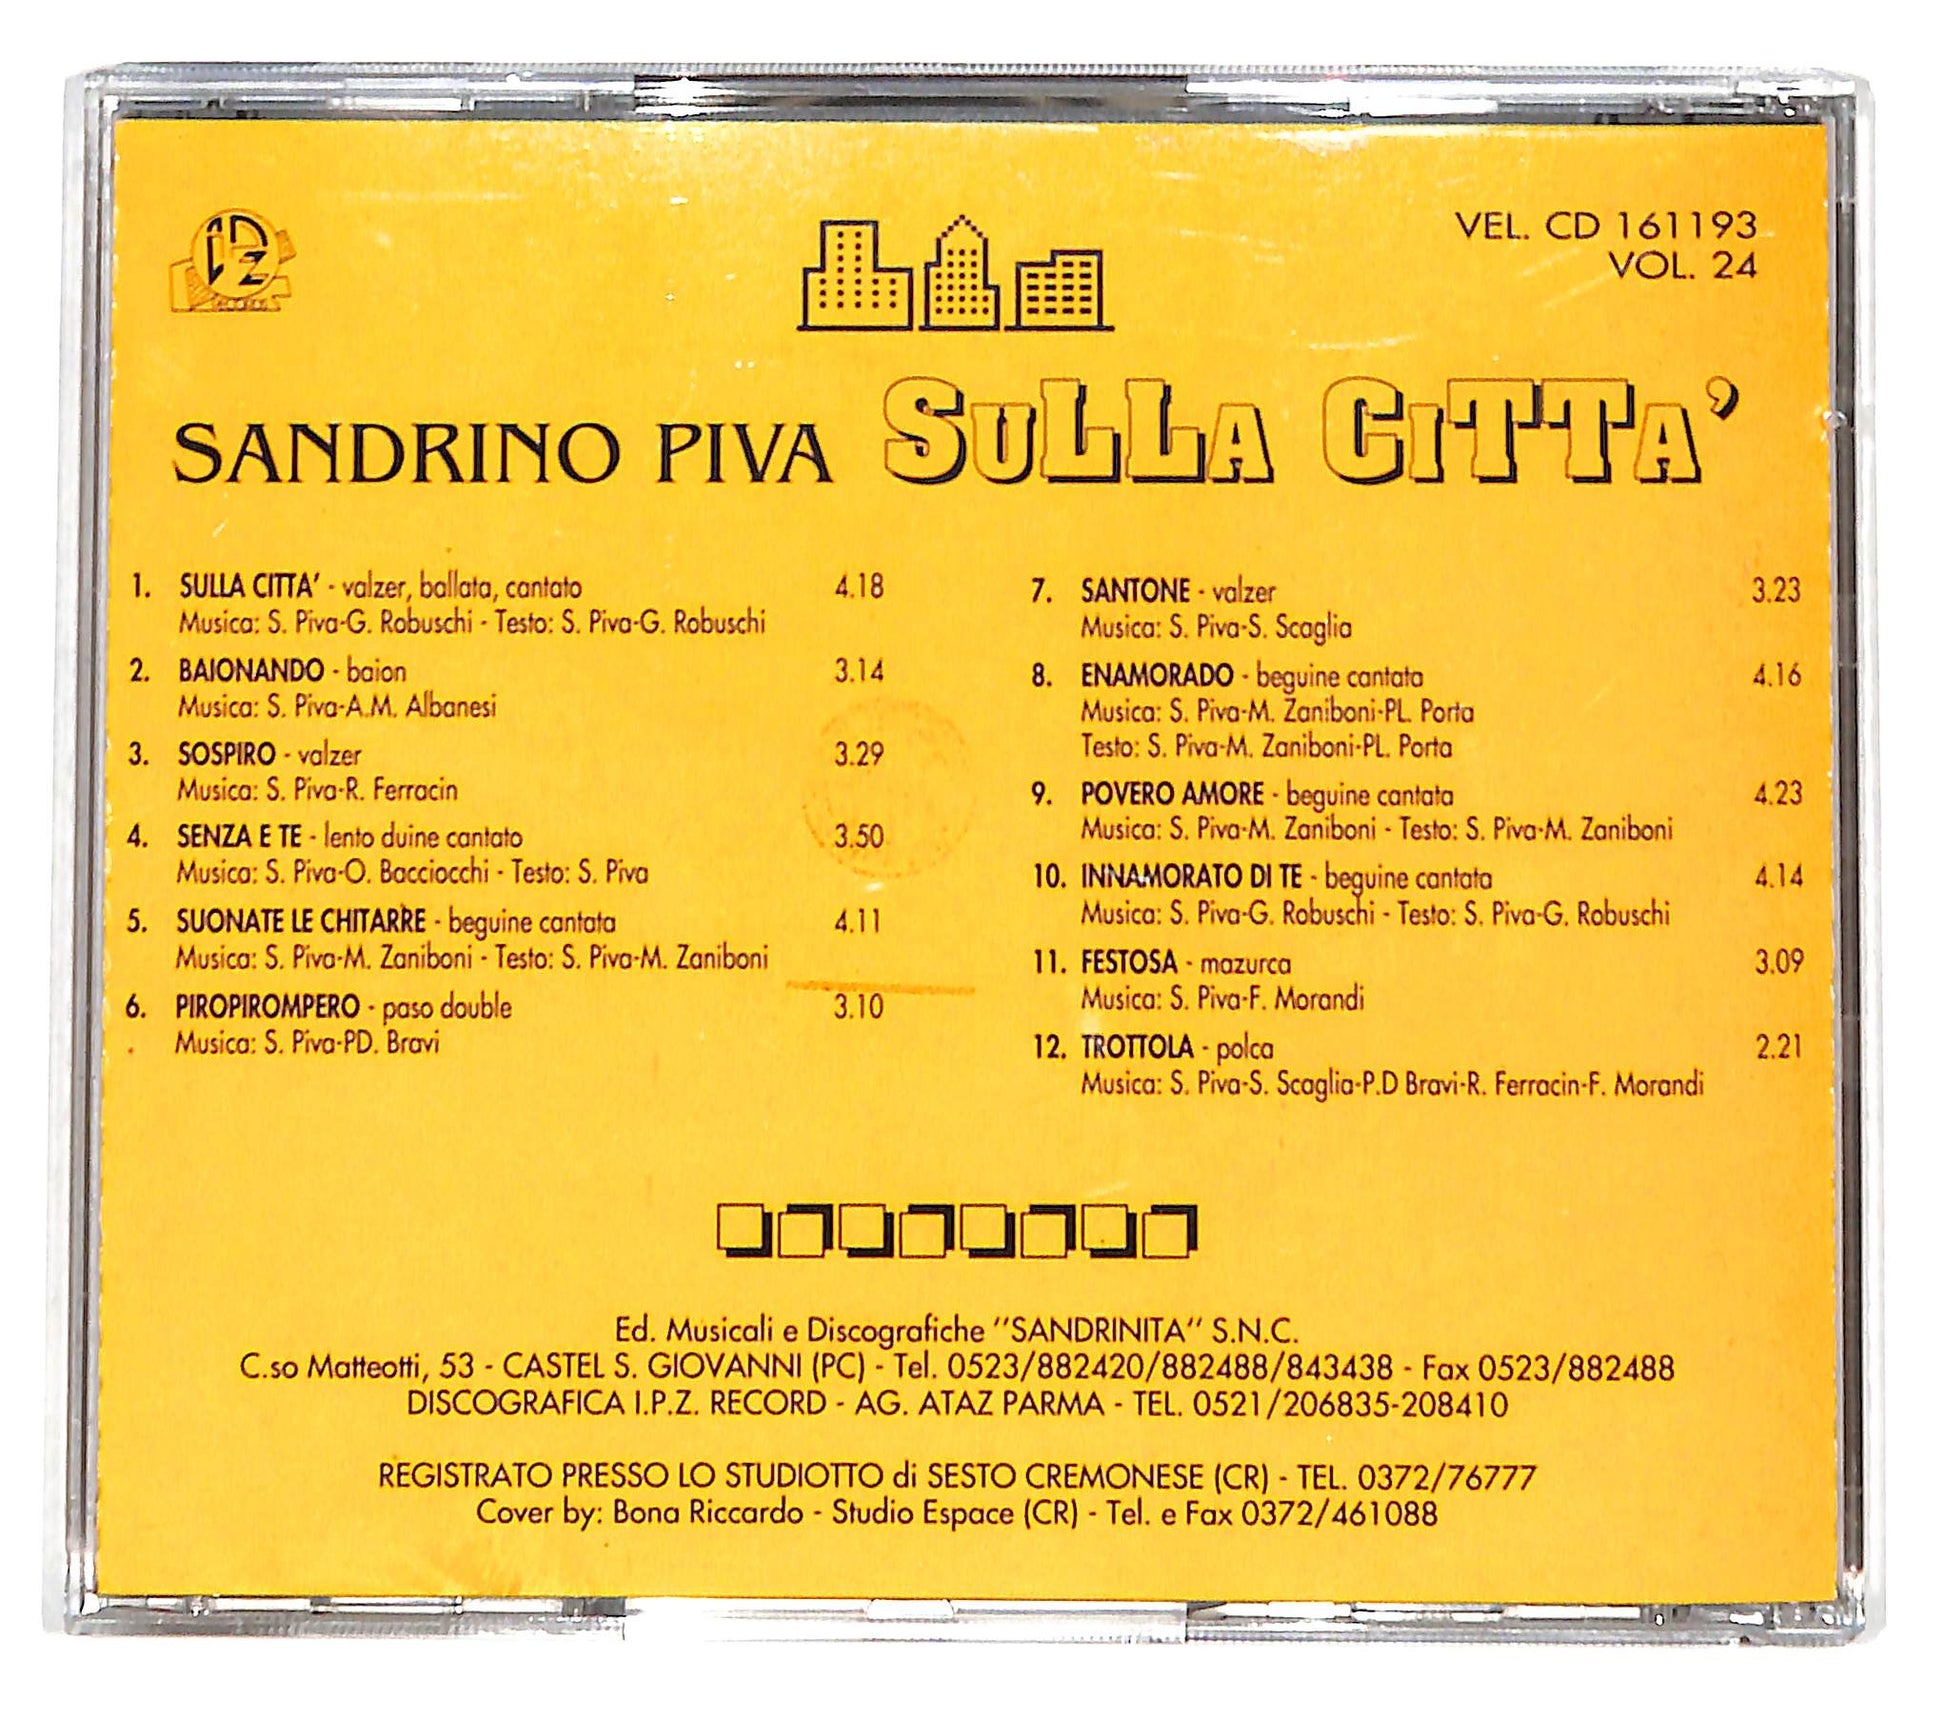 iPZ
VEL. CD 161193
VOL. 24
SANDRINO PIVA SULLA CITTA'
1. SULLA CITTA' - valzer, ballata, cantato 4.18
Musica: S. Piva-G. Robuschi - Testo: S. Piva-G. Robuschi
2. BAIONANDO - baion 3.14
Musica: S. Piva-A.M. Albanesi
3. SOSPIRO - valzer 3.29
Musica: S. Piva-R. Ferracin
4. SENZA E TE - lento duine cantato 3.50
Musica: S. Piva-O. Bacciocchi - Testo: S. Piva
5. SUONATE LE CHITARRE - beguine cantata 4.11
Musica: S. Piva-M. Zaniboni - Testo: S. Piva-M. Zaniboni
6. PIROPIROMPERO - paso double 3.10
Musica: S. Piva-PD. Bravi
7. SANTONE - valzer 3.23
Musica: S. Piva-S. Scaglia
8. ENAMORADO - beguine cantata 4.16
Musica: S. Piva-M. Zaniboni-PL. Porta
Testo: S. Piva-M. Zaniboni-PL. Porta
9. POVERO AMORE - beguine cantata 4.23
Musica: S. Piva-M. Zaniboni - Testo: S. Piva-M. Zaniboni
10. INNAMORATO DI TE - beguine cantata 4.14
Musica: S. Piva-G. Robuschi - Testo: S. Piva-G. Robuschi
11. FESTOSA - mazurca 3.09
Musica: S. Piva-F. Morandi
12. TROTTOLA - polca 2.21
Musica: S. Piva-S. Scaglia-P.D Bravi-R. Ferracin-F. Morandi
Ed. Musicali e Discografiche "SANDRINITA" S.N.C.
C.so Matteotti, 53 - CASTEL S. GIOVANNI (PC) - Tel. 0523/882420/882488/843438 - Fax 0523/882488
DISCOGRAFICA I.P.Z. RECORD - AG. ATAZ PARMA - TEL. 0521/206835-208410
REGISTRATO PRESSO LO STUDIOTTO di SESTO CREMONESE (CR) - TEL. 0372/76777
Cover by: Bona Riccardo - Studio Espace (CR) - Tel. e Fax 0372/461088